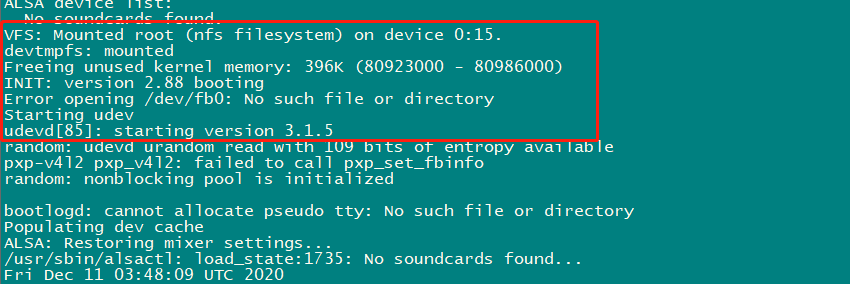 ALSA device list:
No soundcards found.
VFS: Mounted root (nfs filesystem) on device 0:15.
devtmpfs: mounted
Freeing unused kernel memory: 396K (80923000 - 80986000)
INIT: version 2.88 booting
Error opening /dev/fb0: No such file or directory
Starting udev
udevd[85]: starting version 3.1.5
random: udevd urandom read with 109 bits of entropy available
pxp-v4l2 pxp_v4l2: failed to call pxp_set_fbinfo
random: nonblocking pool is initialized
bootlogd: cannot allocate pseudo tty: No such file or directory
Populating dev cache
ALSA: Restoring mixer settings...
/usr/sbin/alsactl: load_state:1735: No soundcards found...
Fri Dec 11 03:48:09 UTC 2020